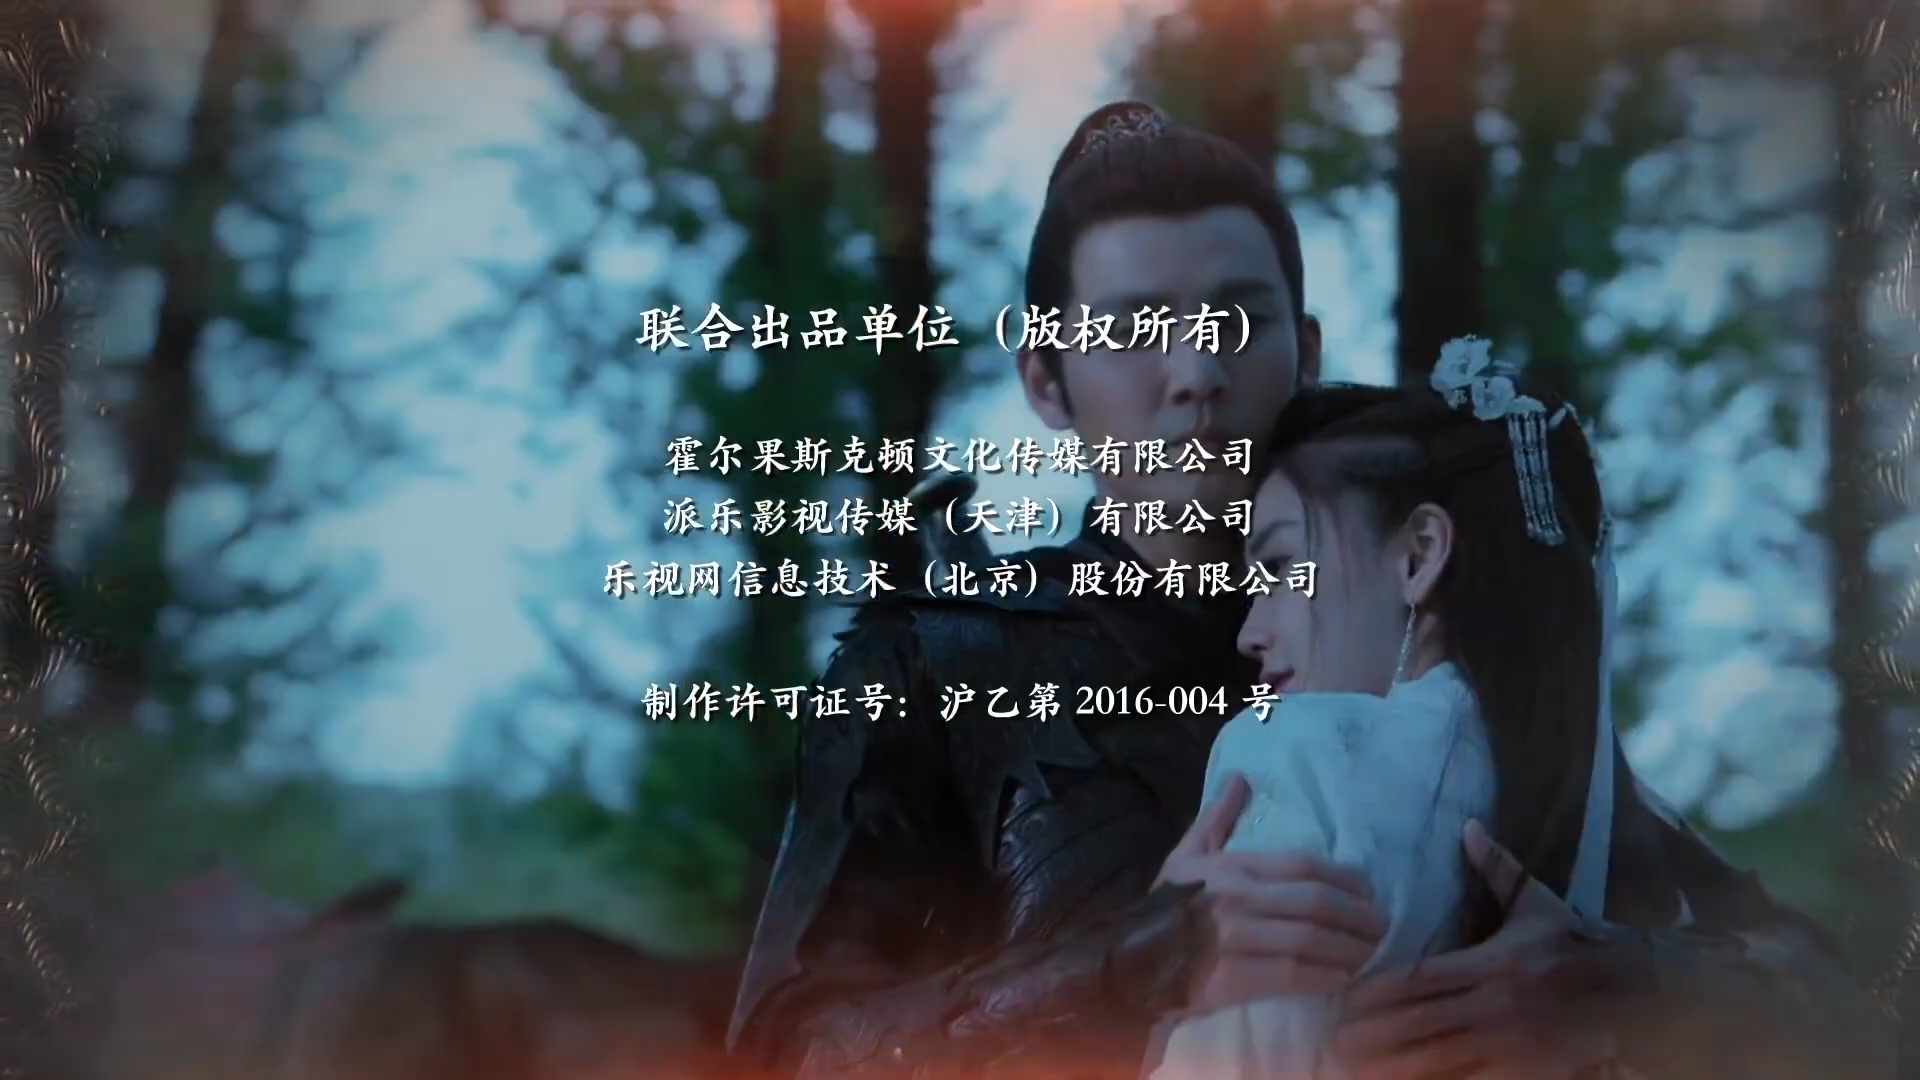 联合出品单位（版权所有）
霍尔果斯克顿文化传媒有限公司
派乐影视传媒（天津）有限公司
乐视网信息技术（北京）股份有限公司
制作许可证号：沪乙第 2016-004 号